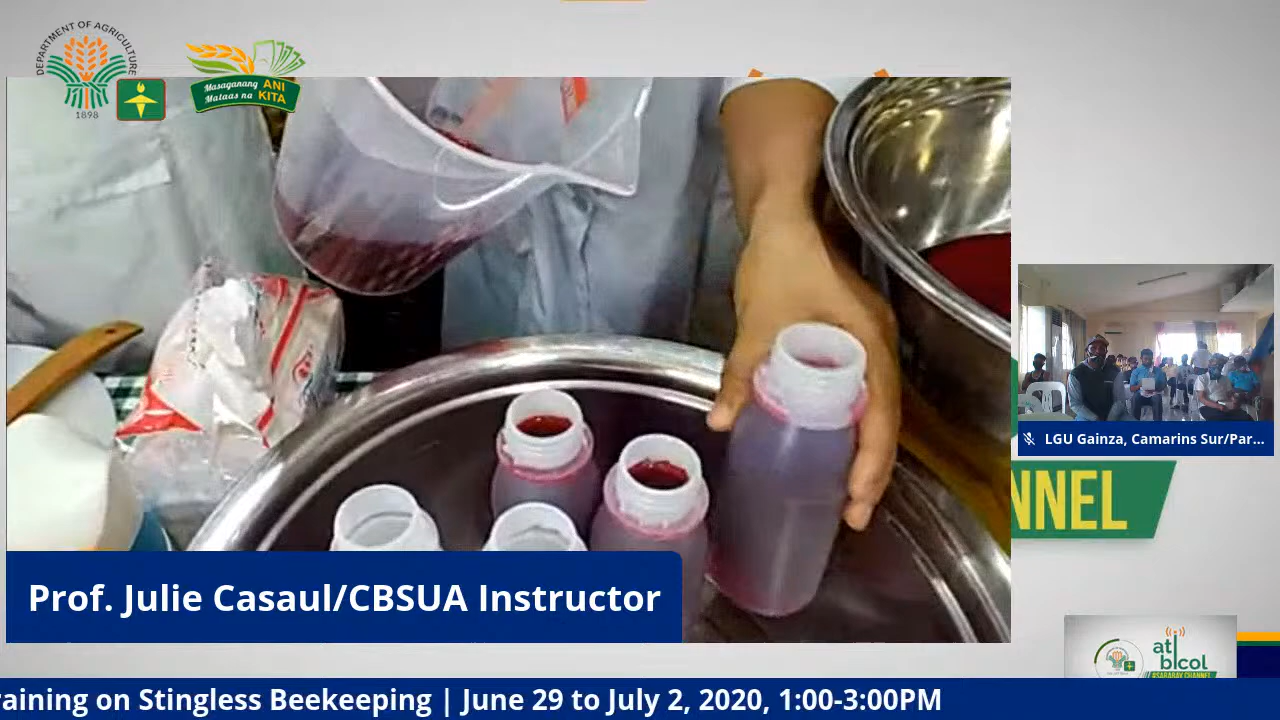 DEPARTMENT OF AGRICULTURE
1898
Masaganang ANI
Mataas na KITA
LGU Gainza, Camarins Sur/Par...
NNEL
Prof. Julie Casaul/CBSUA Instructor
ati
bicol
raining on Stingless Beekeeping | June 29 to July 2, 2020, 1:00-3:00PM